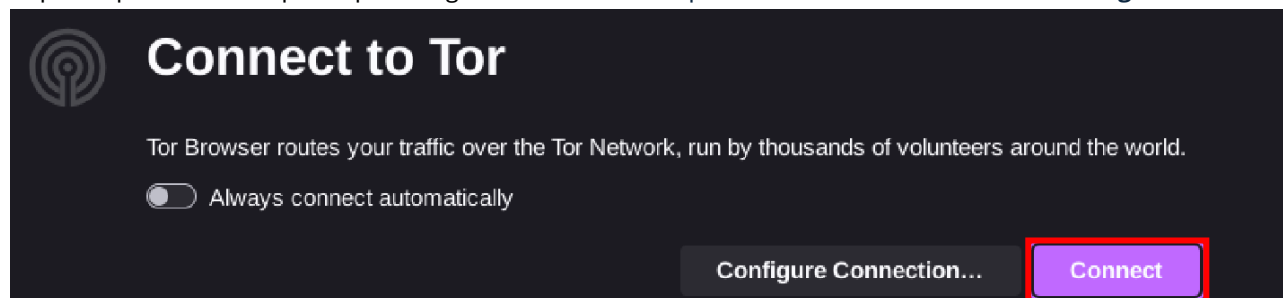 Connect to Tor
Tor Browser routes your traffic over the Tor Network, run by thousands of volunteers around the world.
Always connect automatically
Configure Connection... Connect